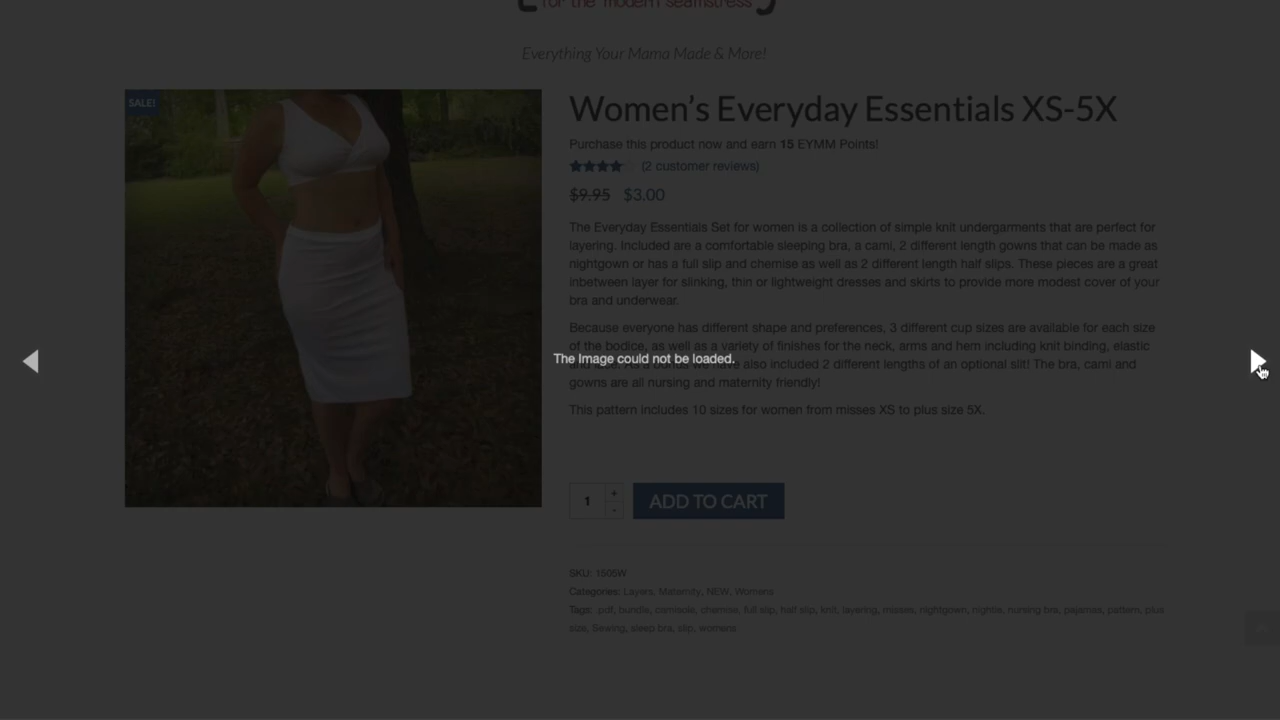 for the modern seamstress
Everything Your Mama Made & More!
SALE!
Women's Everyday Essentials XS-5X
Purchase this product now and earn 15 EYMM Points!
(2 customer reviews)
$9.95 $3.00
The Everyday Essentials Set for women is a collection of simple knit undergarments that are perfect for
layering. Included are a comfortable sleeping bra, a cami, 2 different length gowns that can be made as
nightgown or has a full slip and chemise as well as 2 different length half slips. These pieces are a great
inbetween layer for slinking, thin or lightweight dresses and skirts to provide more modest cover of your
bra and underwear.
Because everyone has different shape and preferences, 3 different cup sizes are available for each size
of the bodice, as well as a variety of finishes for the neck, arms and hem including knit binding, elastic
The Image could not be loaded.
and lace. As a bonus we have also included 2 different lengths of an optional slit! The bra, cami and
gowns are all nursing and maternity friendly!
This pattern includes 10 sizes for women from misses XS to plus size 5X.
1 + -
ADD TO CART
SKU: 1505W
Categories: Layers, Maternity, NEW, Womens
Tags: .pdf, bundle, camisole, chemise, full slip, half slip, knit, layering, misses, nightgown, nightie, nursing bra, pajamas, pattern, plus
size, Sewing, sleep bra, slip, womens